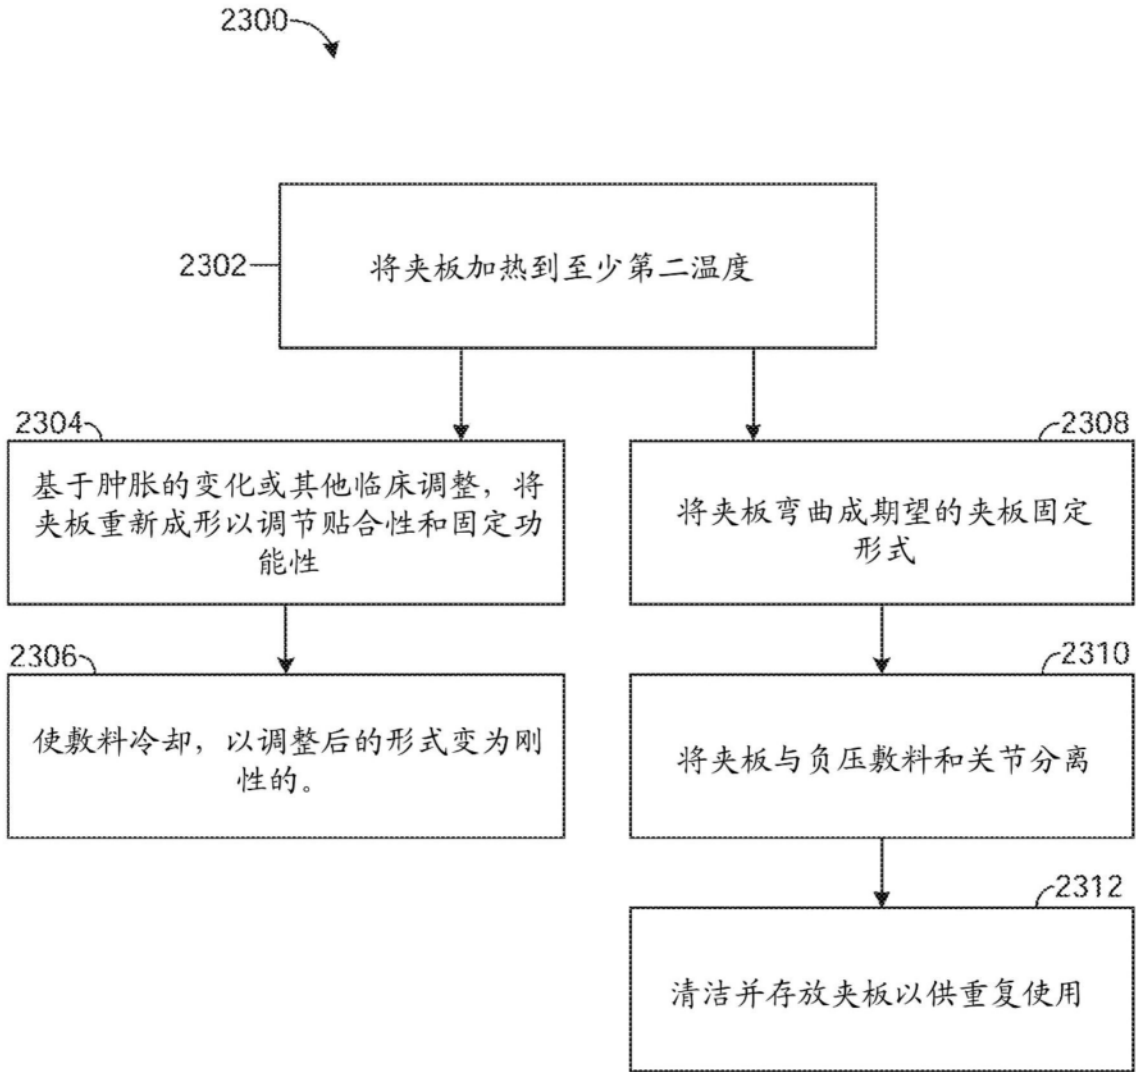 2300
2302
将夹板加热到至少第二温度
2304
基于肿胀的变化或其他临床调整，将
夹板重新成形以调节贴合性和固定功
能性
2306
使敷料冷却，以调整后的形式变为刚
性的。
2308
将夹板弯曲成期望的夹板固定
形式
2310
将夹板与负压敷料和关节分离
2312
清洁并存放夹板以供重复使用